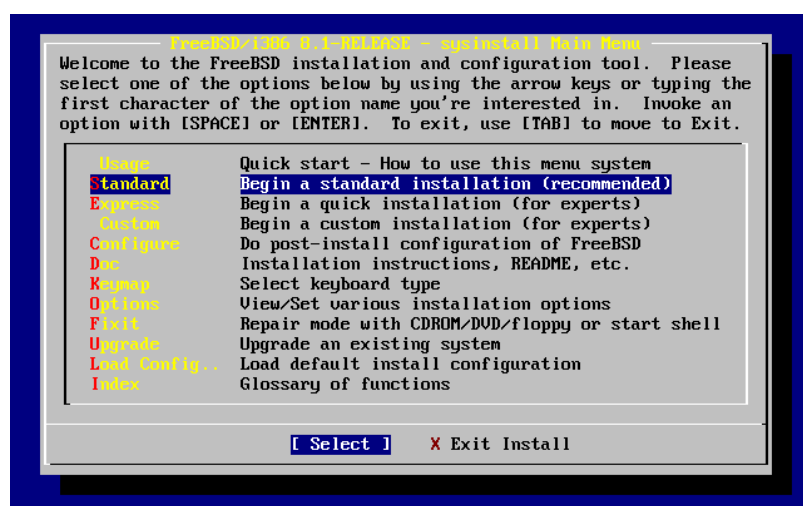 FreeBSD/i386 8.1-RELEASE - sysinstall Main Menu
Welcome to the FreeBSD installation and configuration tool.  Please
select one of the options below by using the arrow keys or typing the
first character of the option name you're interested in.  Invoke an
option with [SPACE] or [ENTER].  To exit, use [TAB] to move to Exit.
Usage Quick start - How to use this menu system
Standard Begin a standard installation (recommended)
Express Begin a quick installation (for experts)
Custom Begin a custom installation (for experts)
Configure Do post-install configuration of FreeBSD
Doc Installation instructions, README, etc.
Keymap Select keyboard type
Options View/Set various installation options
Fixit Repair mode with CDROM/DVD/floppy or start shell
Upgrade Upgrade an existing system
Load Config.. Load default install configuration
Index Glossary of functions
[ Select ] X Exit Install